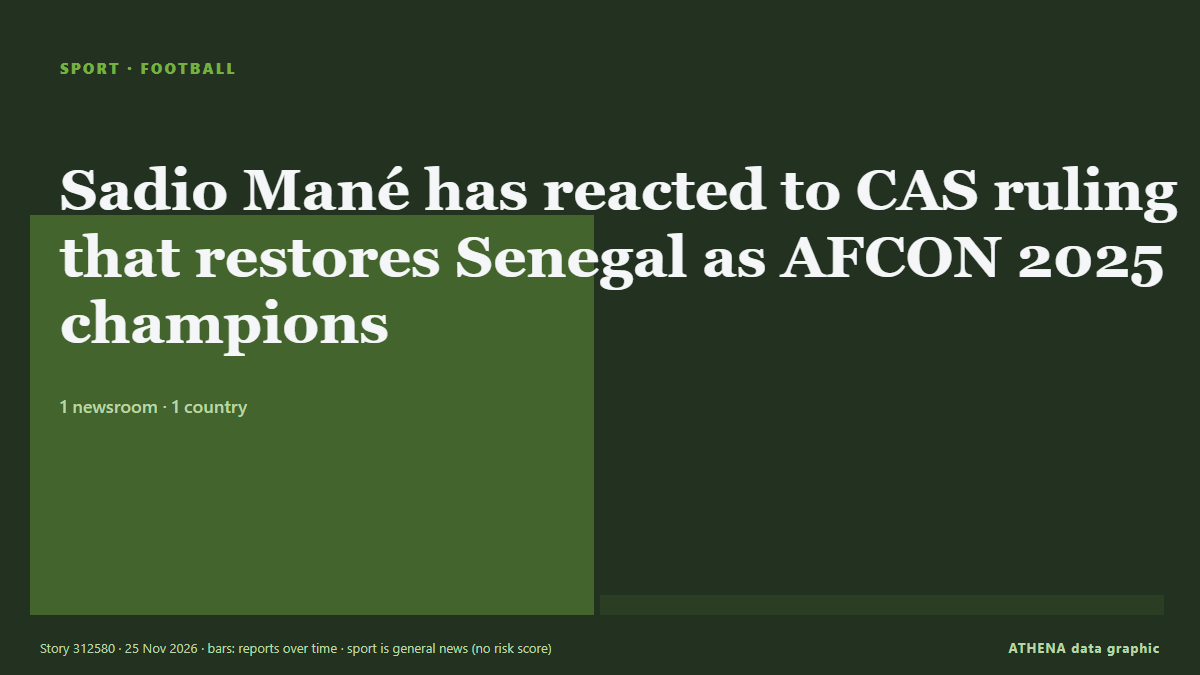 SPORT · FOOTBALL
Sadio Mané has reacted to CAS ruling
that restores Senegal as AFCON 2025
champions
1 newsroom · 1 country
Story 312580 · 25 Nov 2026 · bars: reports over time · sport is general news (no risk score)
ATHENA data graphic